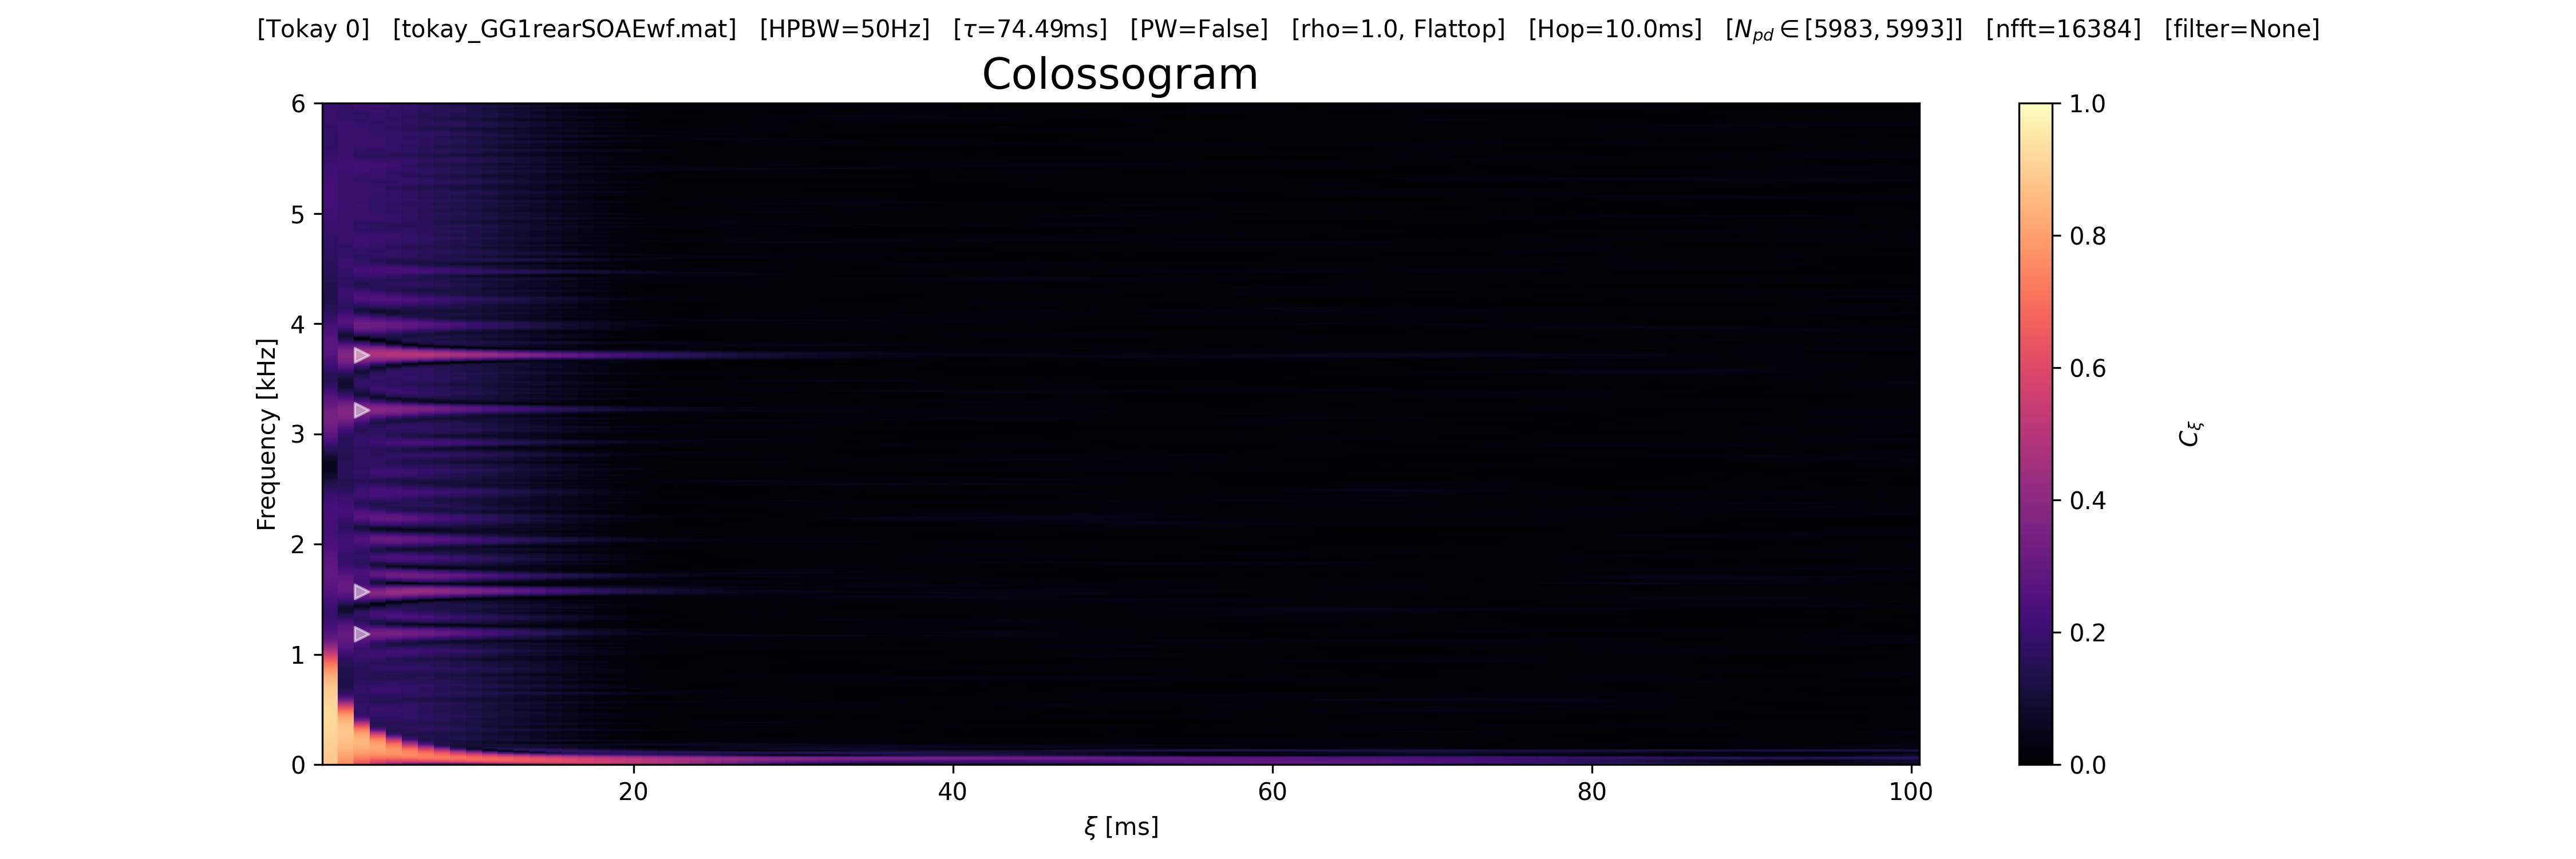 [Tokay 0] [tokay_GG1rearSOAEwf.mat] [HPBW=50Hz] [τ=74.49ms] [PW=False] [rho=1.0, Flattop] [Hop=10.0ms] [N_pd ∈ [5983, 5993]] [nfft=16384] [filter=None]
Colossogram
6
5
4
3
2
1
0
Frequency [kHz]
20 40 60 80 100
ξ [ms]
1.0
0.8
0.6
0.4
0.2
0.0
C_ξ